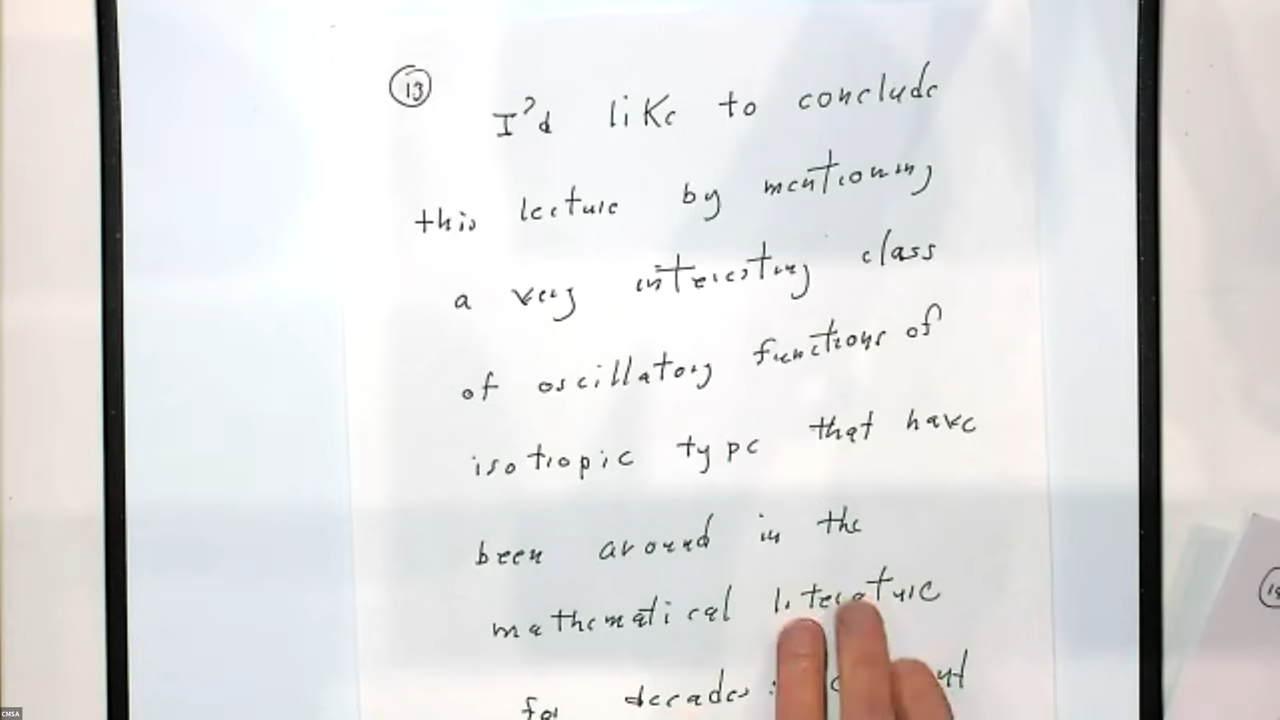 13
I'd like to conclude
this lecture by mentioning
a very interesting class
of oscillatory functions of
isotropic type that have
been around in the
mathematical literature
for decades
CMSA